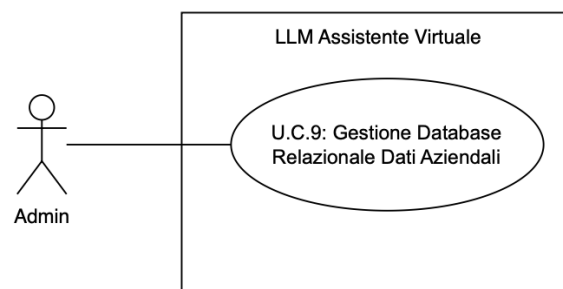 LLM Assistente Virtuale
U.C.9: Gestione Database
Relazionale Dati Aziendali
Admin